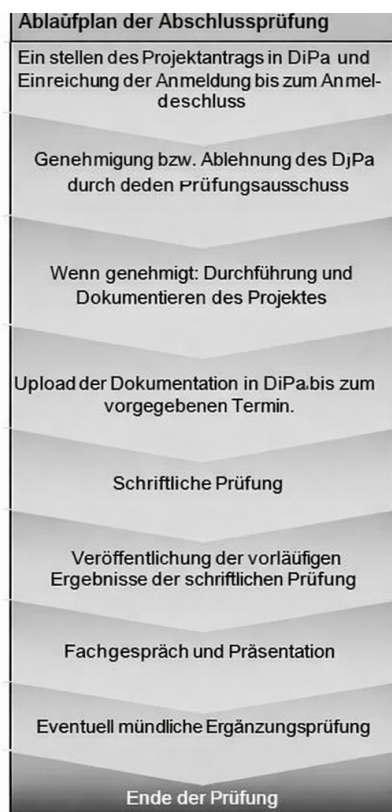 Ablaufplan der Abschlussprüfung
Ein stellen des Projektantrags in DiPa und
Einreichung der Anmeldung bis zum Anmel-
deschluss
Genehmigung bzw. Ablehnung des DjPa
durch deden Prüfungsausschuss
Wenn genehmigt: Durchführung und
Dokumentieren des Projektes
Upload der Dokumentation in DiPa.bis zum
vorgegebenen Termin.
Schriftliche Prüfung
Veröffentlichung der vorläufigen
Ergebnisse der schriftlichen Prüfung
Fachgespräch und Präsentation
Eventuell mündliche Ergänzungsprüfung
Ende der Prüfung